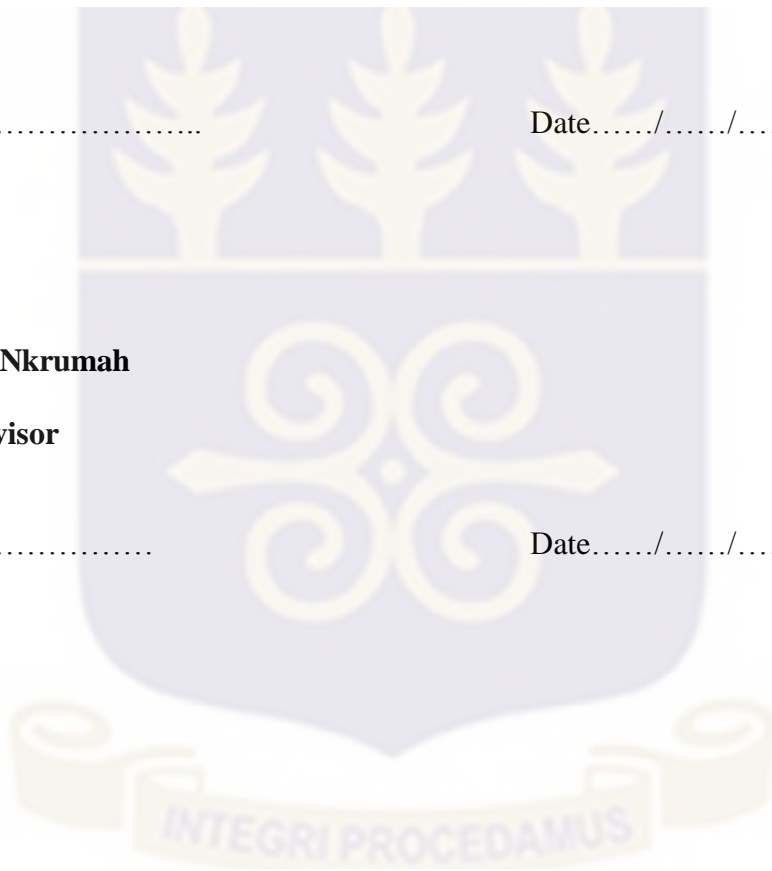 ……………….. Date……/……/…
Nkrumah
visor
…………… Date……/……/…
INTEGRI PROCEDAMUS